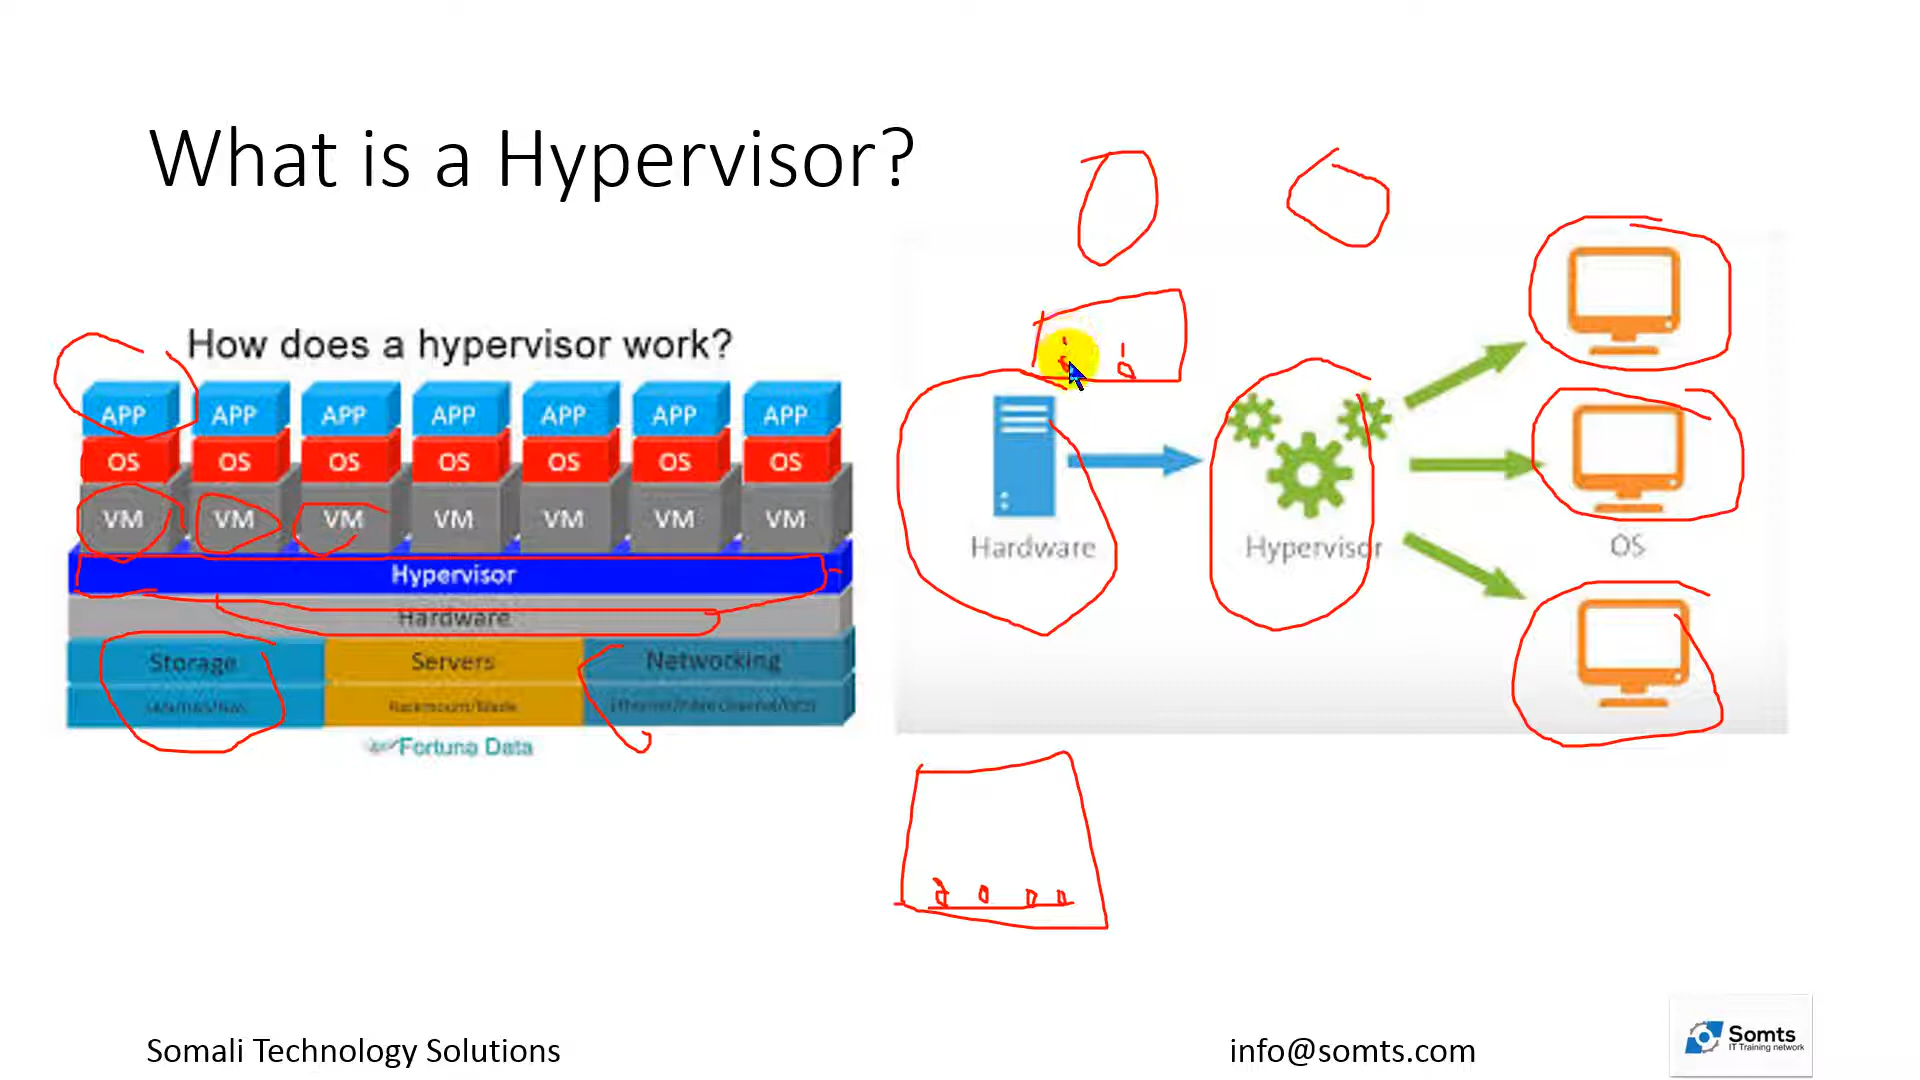 What is a Hypervisor?
How does a hypervisor work?
APP APP APP APP APP APP APP
OS OS OS OS OS OS OS
VM VM VM VM VM VM VM
Hypervisor
Hardware
Storage Servers Networking
Rackmount/Blade
Fortuna Data
Hardware
Hypervisor
OS
Somali Technology Solutions
info@somts.com
Somts
IT Training network